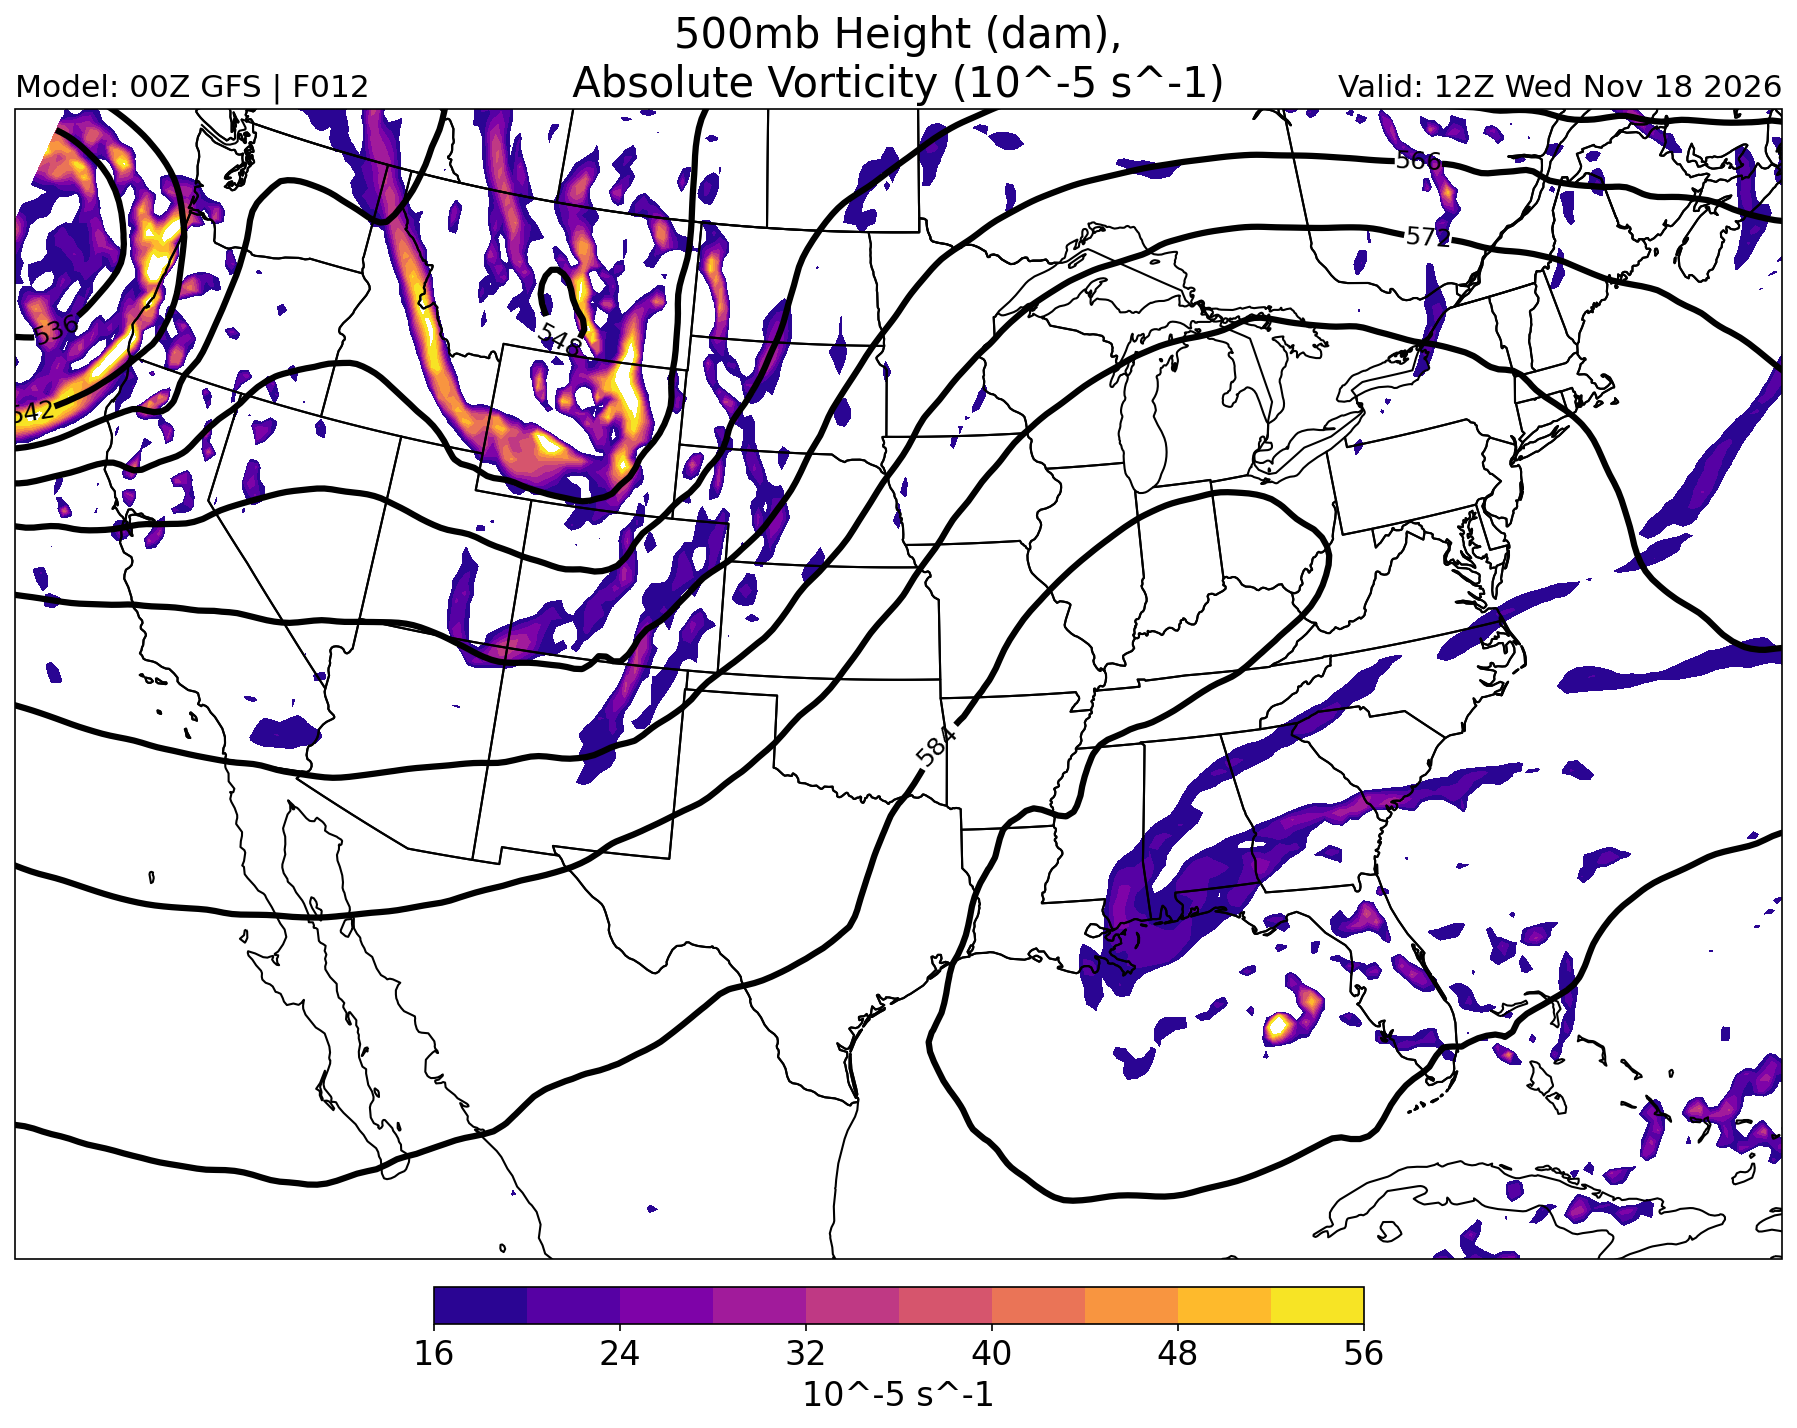 500mb Height (dam),
Model: 00Z GFS | F012
Absolute Vorticity (10^-5 s^-1)
Valid: 12Z Wed Nov 18 2026
566
572
536
548
542
584
16 24 32 40 48 56
10^-5 s^-1